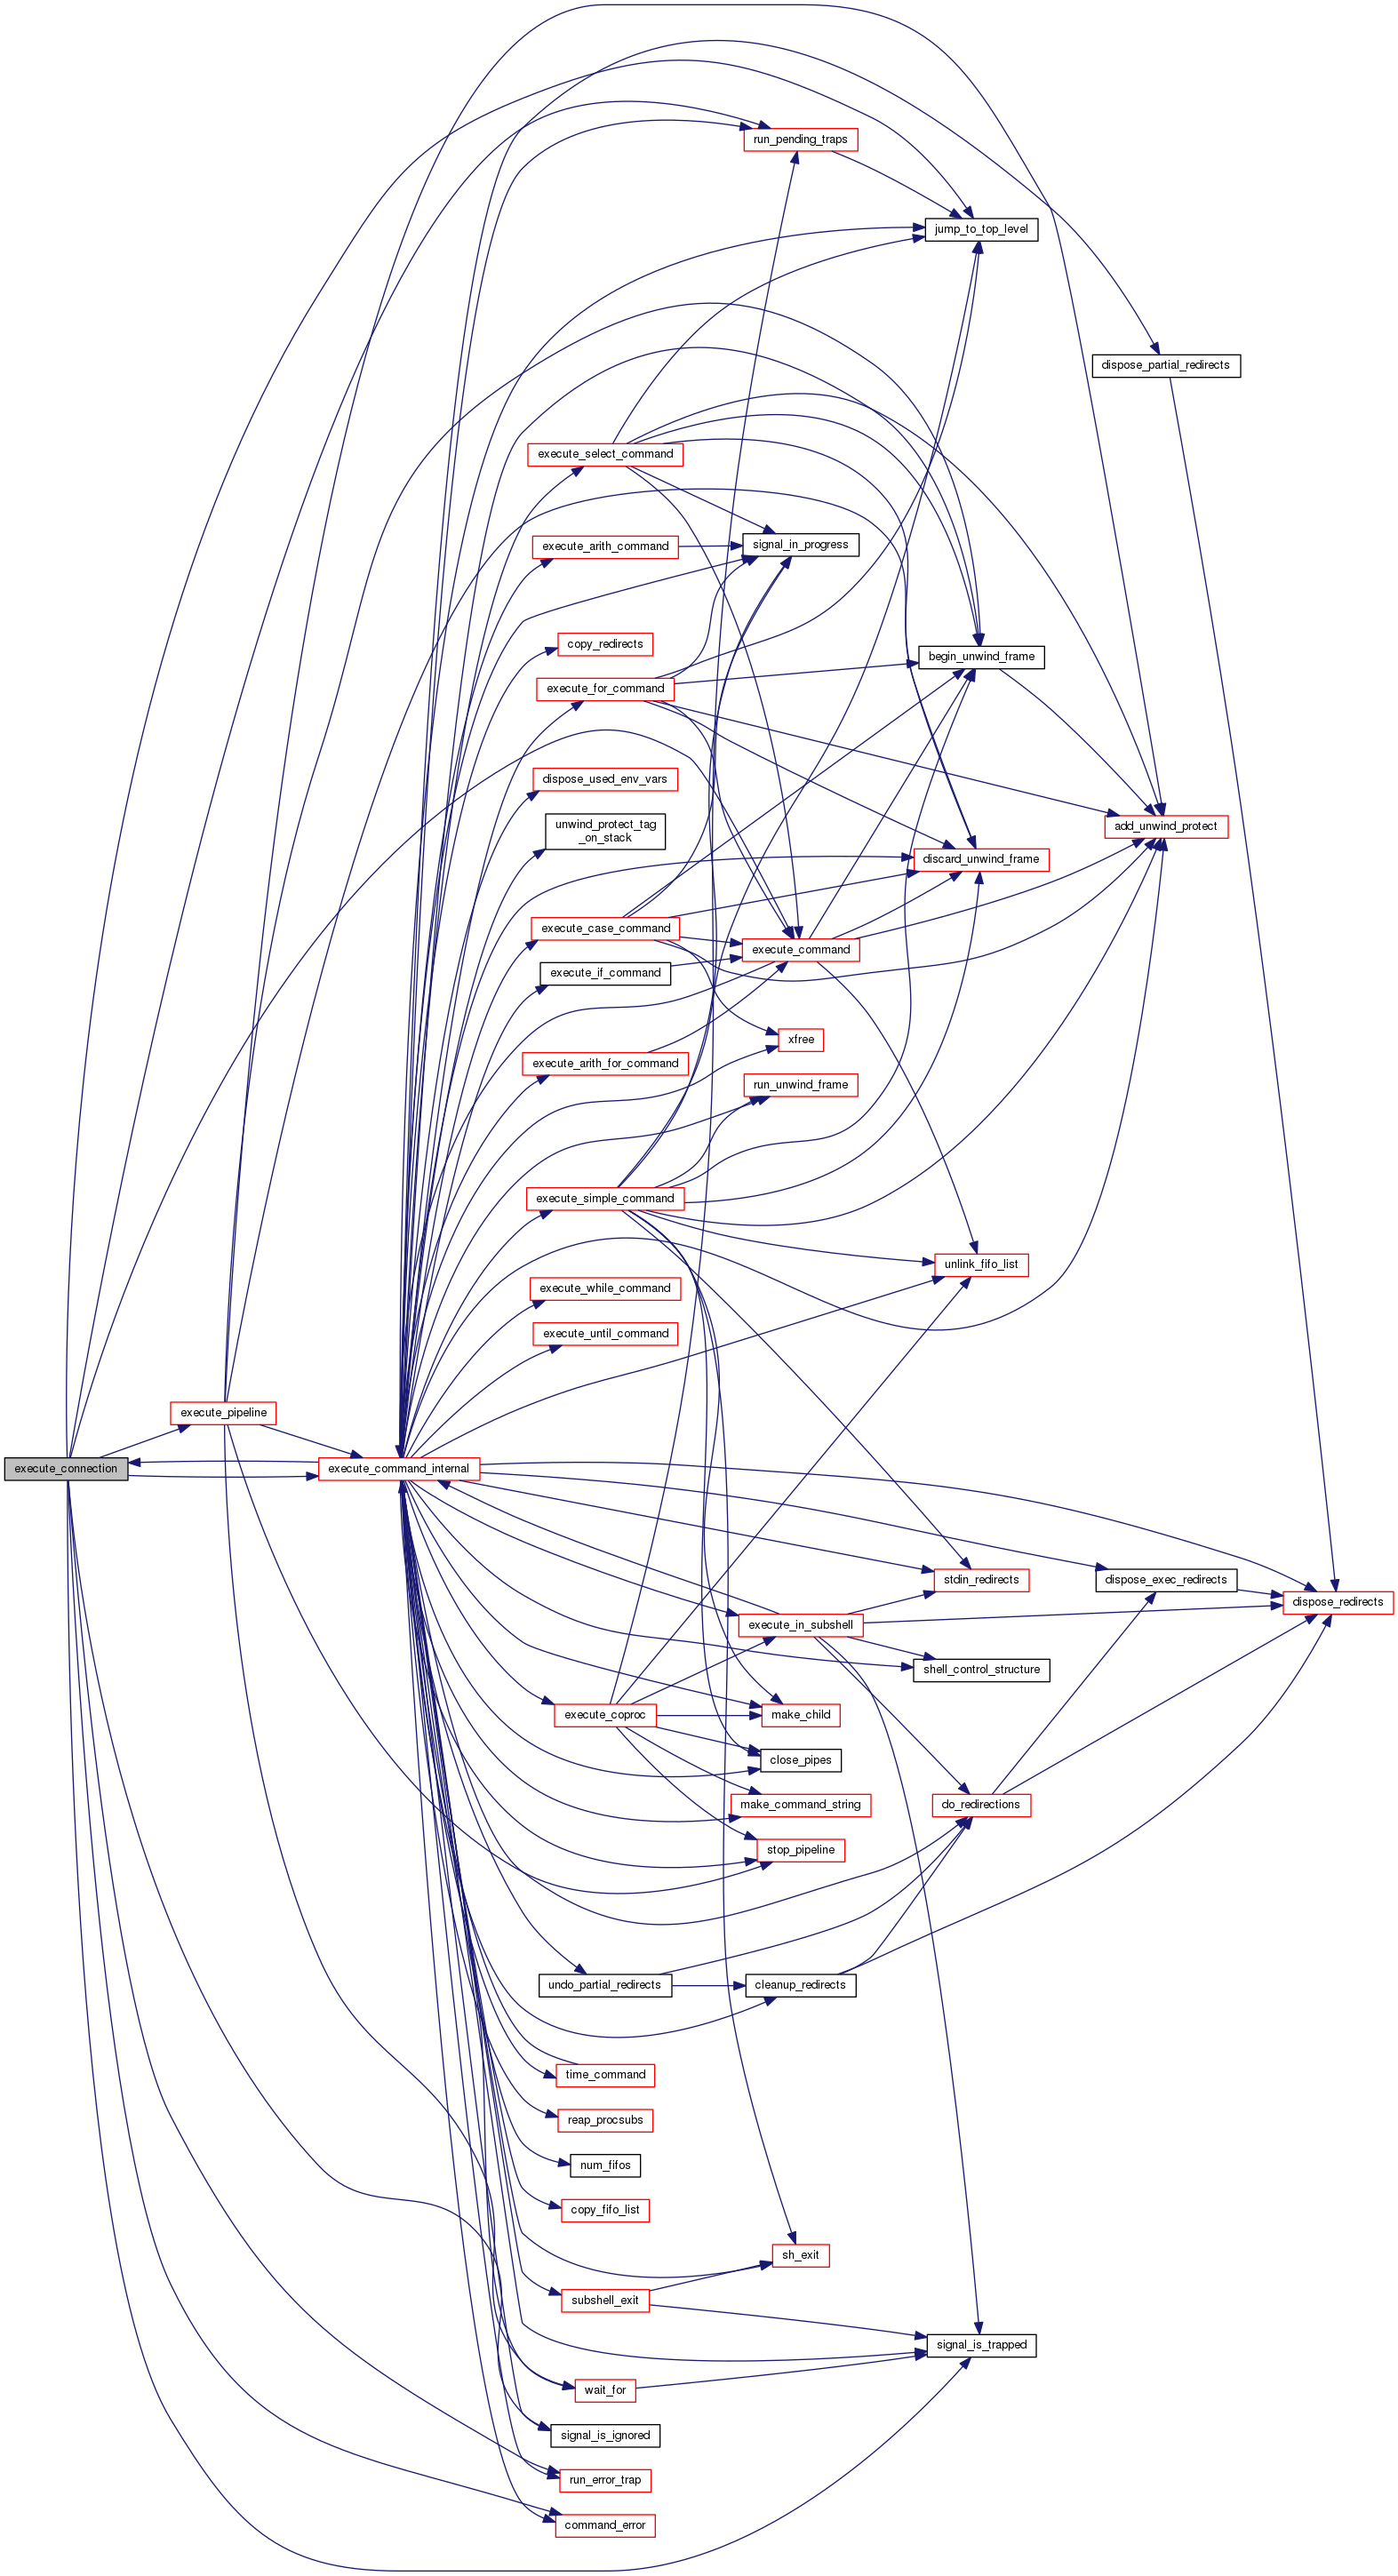 run_pending_traps
jump_to_top_level
dispose_partial_redirects
execute_select_command
signal_in_progress
execute_arith_command
copy_redirects
begin_unwind_frame
execute_for_command
dispose_used_env_vars
unwind_protect_tag
_on_stack
add_unwind_protect
discard_unwind_frame
execute_case_command
execute_command
execute_if_command
xfree
execute_arith_for_command
run_unwind_frame
execute_simple_command
unlink_fifo_list
execute_while_command
execute_until_command
execute_pipeline
execute_connection
execute_command_internal
stdin_redirects
dispose_exec_redirects
dispose_redirects
execute_in_subshell
shell_control_structure
execute_coproc
make_child
close_pipes
make_command_string
do_redirections
stop_pipeline
undo_partial_redirects
cleanup_redirects
time_command
reap_procsubs
num_fifos
copy_fifo_list
sh_exit
subshell_exit
signal_is_trapped
wait_for
signal_is_ignored
run_error_trap
command_error